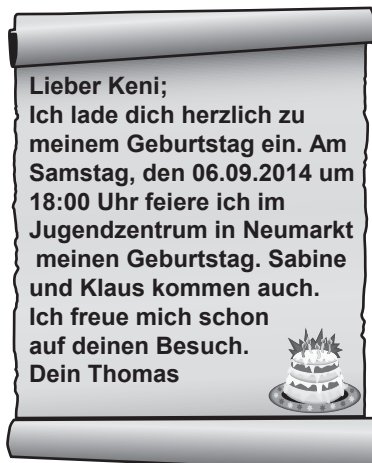 Lieber Keni;
Ich lade dich herzlich zu
meinem Geburtstag ein. Am
Samstag, den 06.09.2014 um
18:00 Uhr feiere ich im
Jugendzentrum in Neumarkt
meinen Geburtstag. Sabine
und Klaus kommen auch.
Ich freue mich schon
auf deinen Besuch.
Dein Thomas